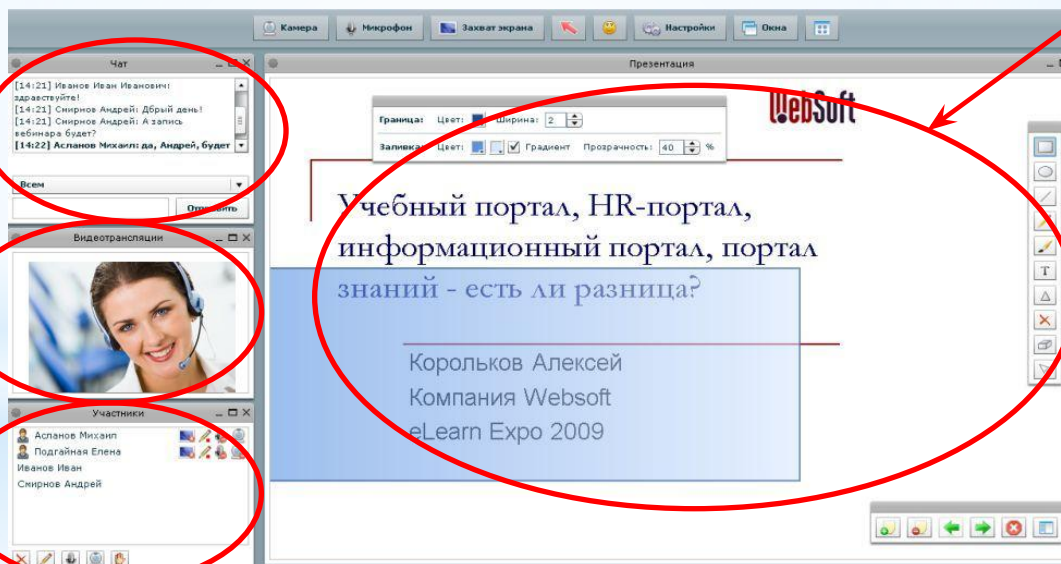 Камера Микрофон Захват экрана Настройки Окна
Чат
[14:21] Иванов Иван Иванович:
здравствуйте!
[14:21] Смирнов Андрей: Дбрый день!
[14:21] Смирнов Андрей: А запись
вебинара будет?
[14:22] Асланов Михаил: да, Андрей, будет
Всем
Отправить
Видеотрансляции
Участники
Асланов Михаил
Подгайная Елена
Иванов Иван
Смирнов Андрей
Презентация
Граница: Цвет: Ширина: 2
Заливка: Цвет: Градиент Прозрачность: 40 %
WebSoft
Учебный портал, HR-портал,
информационный портал, портал
знаний - есть ли разница?
Корольков Алексей
Компания Websoft
eLearn Expo 2009
T